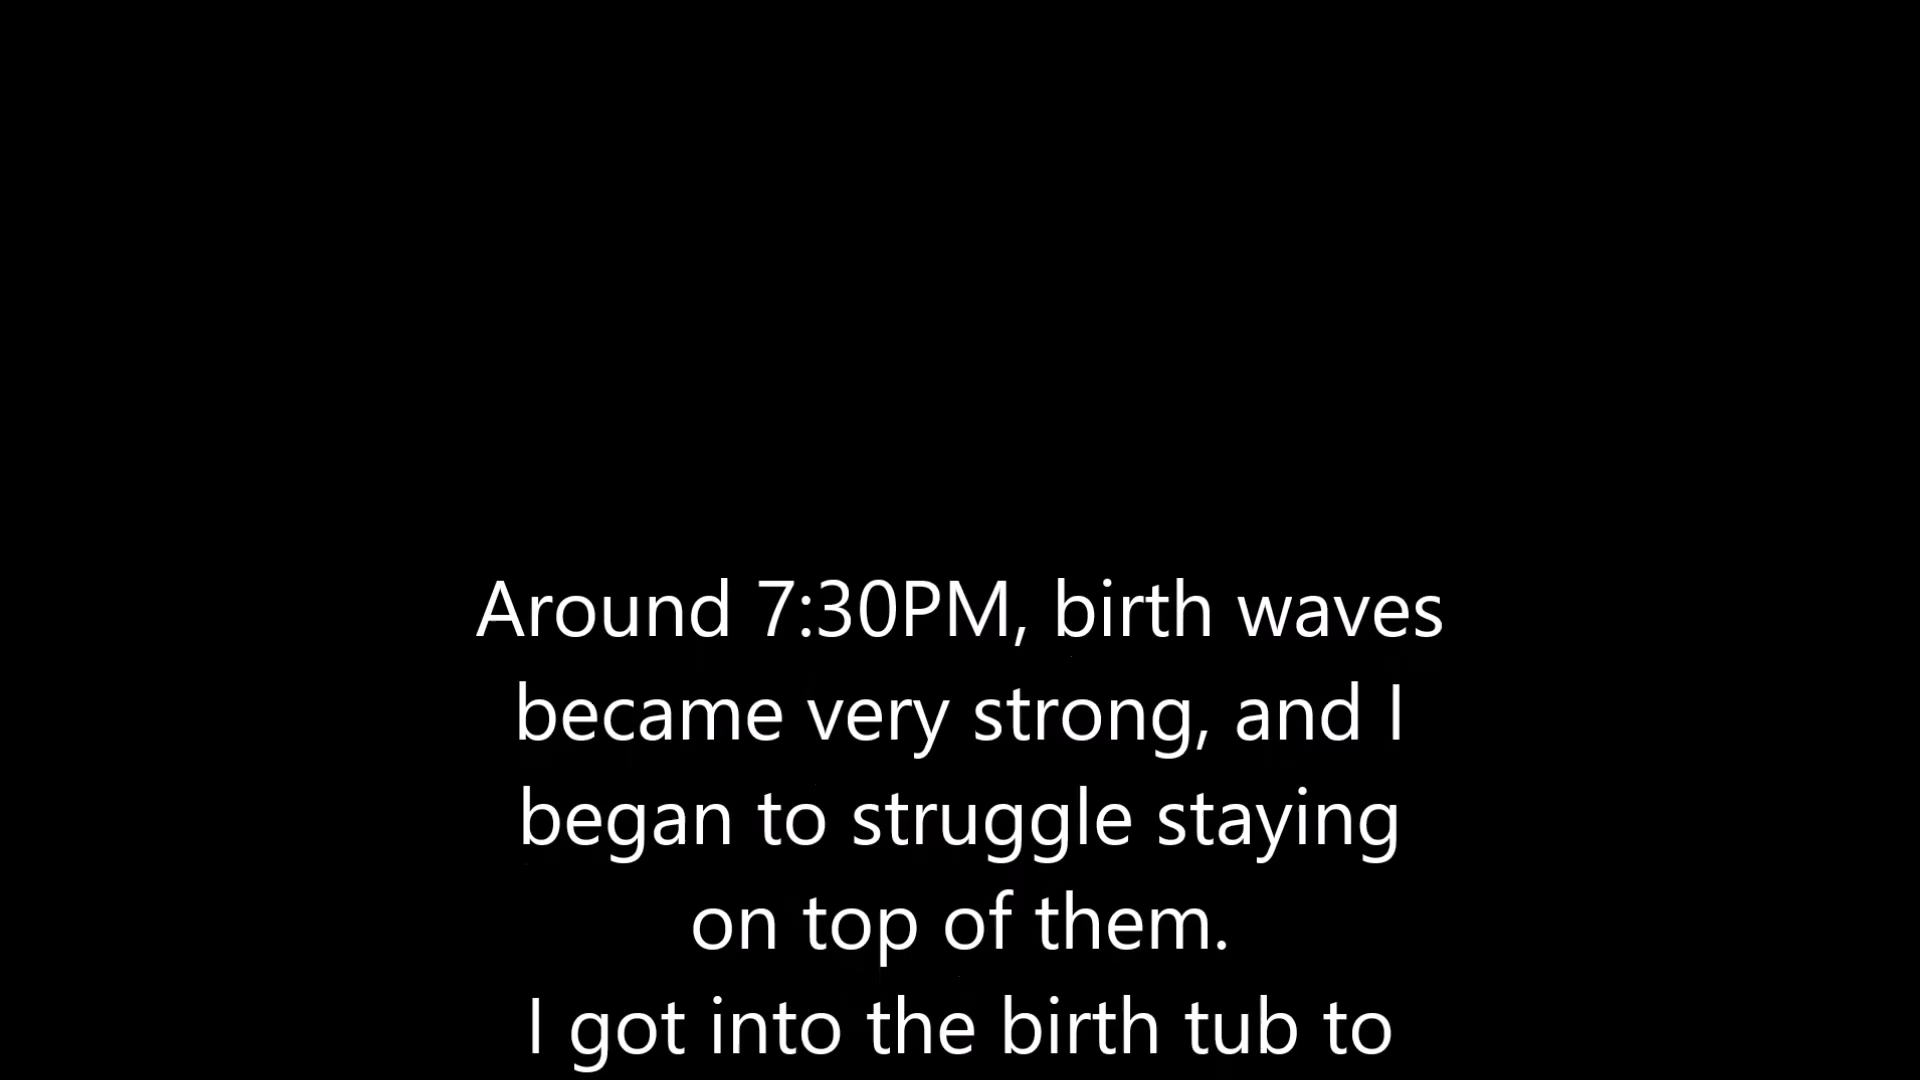 Around 7:30PM, birth waves
became very strong, and I
began to struggle staying
on top of them.
I got into the birth tub to